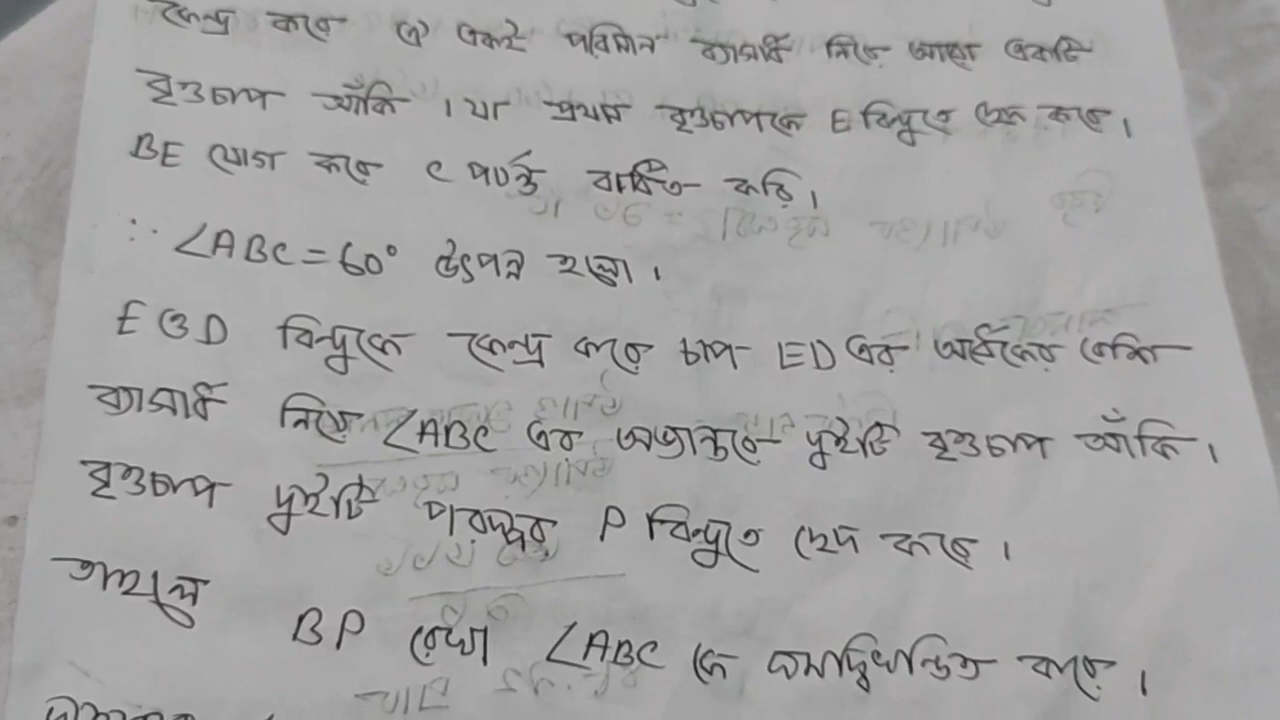 কেন্দ্র করে ঐ একই পরিমান ব্যাসার্ধ নিয়ে আরো একটি
বৃত্তচাপ আঁকি । যা প্রথম বৃত্তচাপকে E বিন্দুতে ছেদ করে।
BE যোগ করে C পর্যন্ত বর্ধিত করি।
∴ ∠ABC = 60° উৎপন্ন হলো।
E ও D বিন্দুকে কেন্দ্র করে চাপ ED এর অর্ধেকের বেশি
ব্যাসার্ধ নিয়ে ∠ABC এর অভ্যন্তরে দুইটি বৃত্তচাপ আঁকি।
বৃত্তচাপ দুইটি পরস্পর P বিন্দুতে ছেদ করে।
তাহলে BP রেখা ∠ABC কে সমদ্বিখন্ডিত করে।